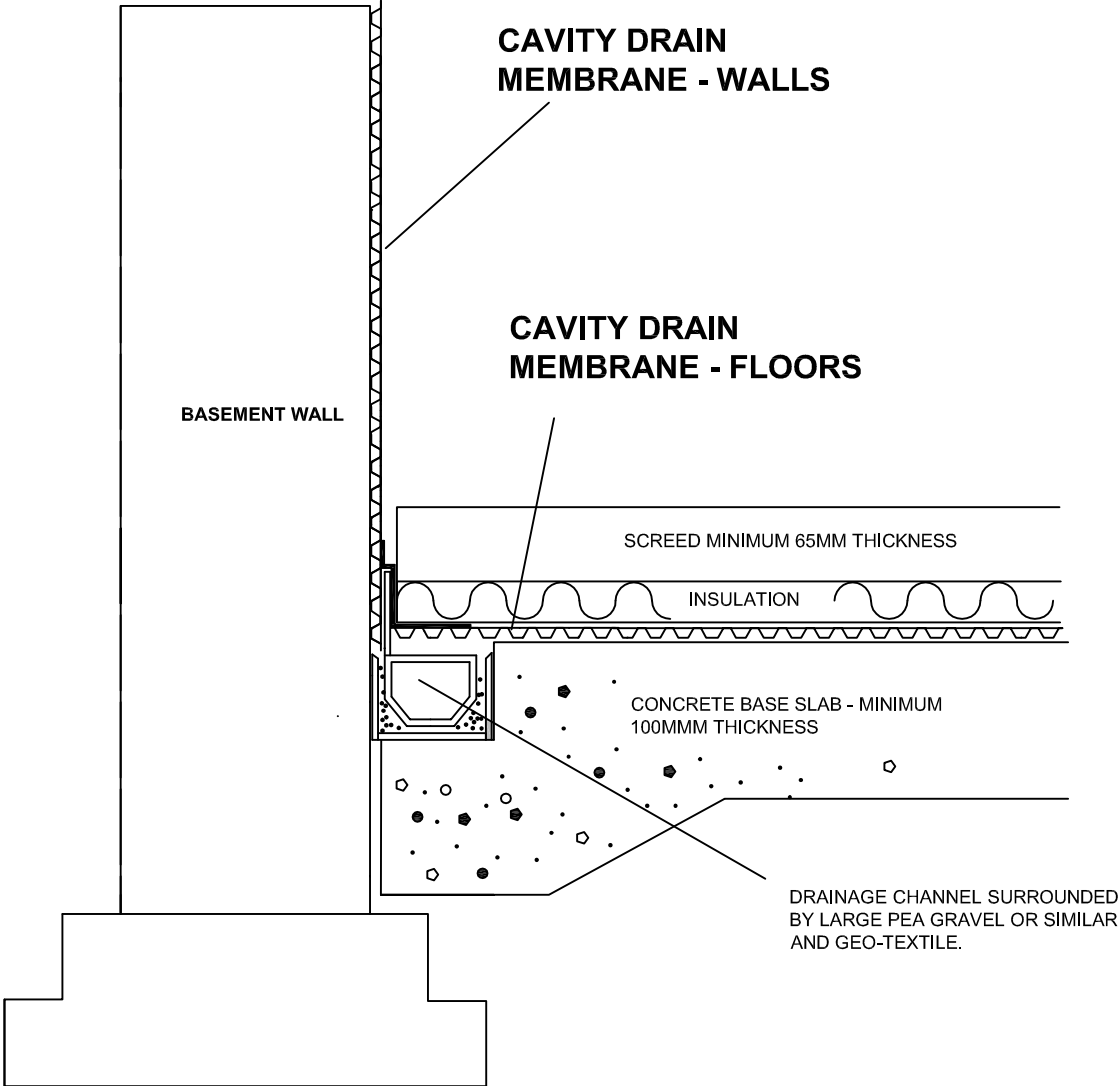 CAVITY DRAIN
MEMBRANE - WALLS
CAVITY DRAIN
MEMBRANE - FLOORS
BASEMENT WALL
SCREED MINIMUM 65MM THICKNESS
INSULATION
CONCRETE BASE SLAB - MINIMUM
100MMM THICKNESS
DRAINAGE CHANNEL SURROUNDED
BY LARGE PEA GRAVEL OR SIMILAR
AND GEO-TEXTILE.